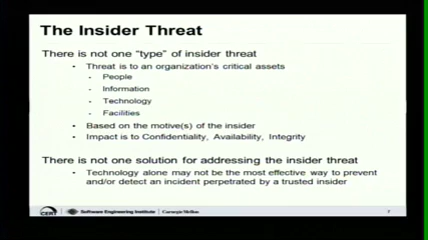 The Insider Threat
There is not one "type" of insider threat
• Threat is to an organization's critical assets
- People
- Information
- Technology
- Facilities
• Based on the motive(s) of the insider
• Impact is to Confidentiality, Availability, Integrity
There is not one solution for addressing the insider threat
• Technology alone may not be the most effective way to prevent
and/or detect an incident perpetrated by a trusted insider
CERT Software Engineering Institute Carnegie Mellon